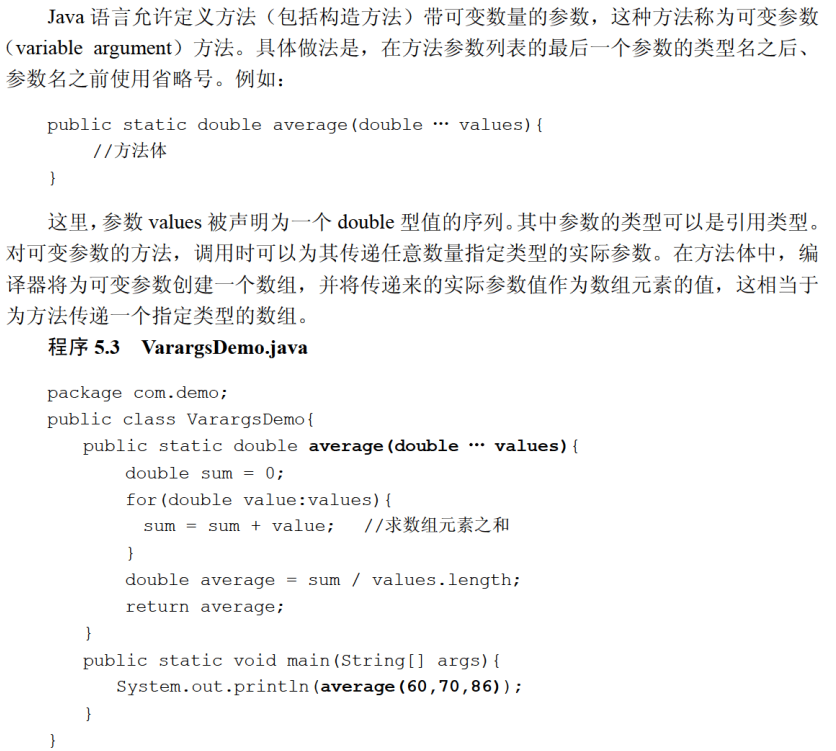 Java 语言允许定义方法（包括构造方法）带可变数量的参数，这种方法称为可变参数
（variable argument）方法。具体做法是，在方法参数列表的最后一个参数的类型名之后、
参数名之前使用省略号。例如：
public static double average(double … values){
//方法体
}
这里，参数 values 被声明为一个 double 型值的序列。其中参数的类型可以是引用类型。
对可变参数的方法，调用时可以为其传递任意数量指定类型的实际参数。在方法体中，编
译器将为可变参数创建一个数组，并将传递来的实际参数值作为数组元素的值，这相当于
为方法传递一个指定类型的数组。
程序 5.3 VarargsDemo.java
package com.demo;
public class VarargsDemo{
public static double average(double … values){
double sum = 0;
for(double value:values){
sum = sum + value; //求数组元素之和
}
double average = sum / values.length;
return average;
}
public static void main(String[] args){
System.out.println(average(60,70,86));
}
}